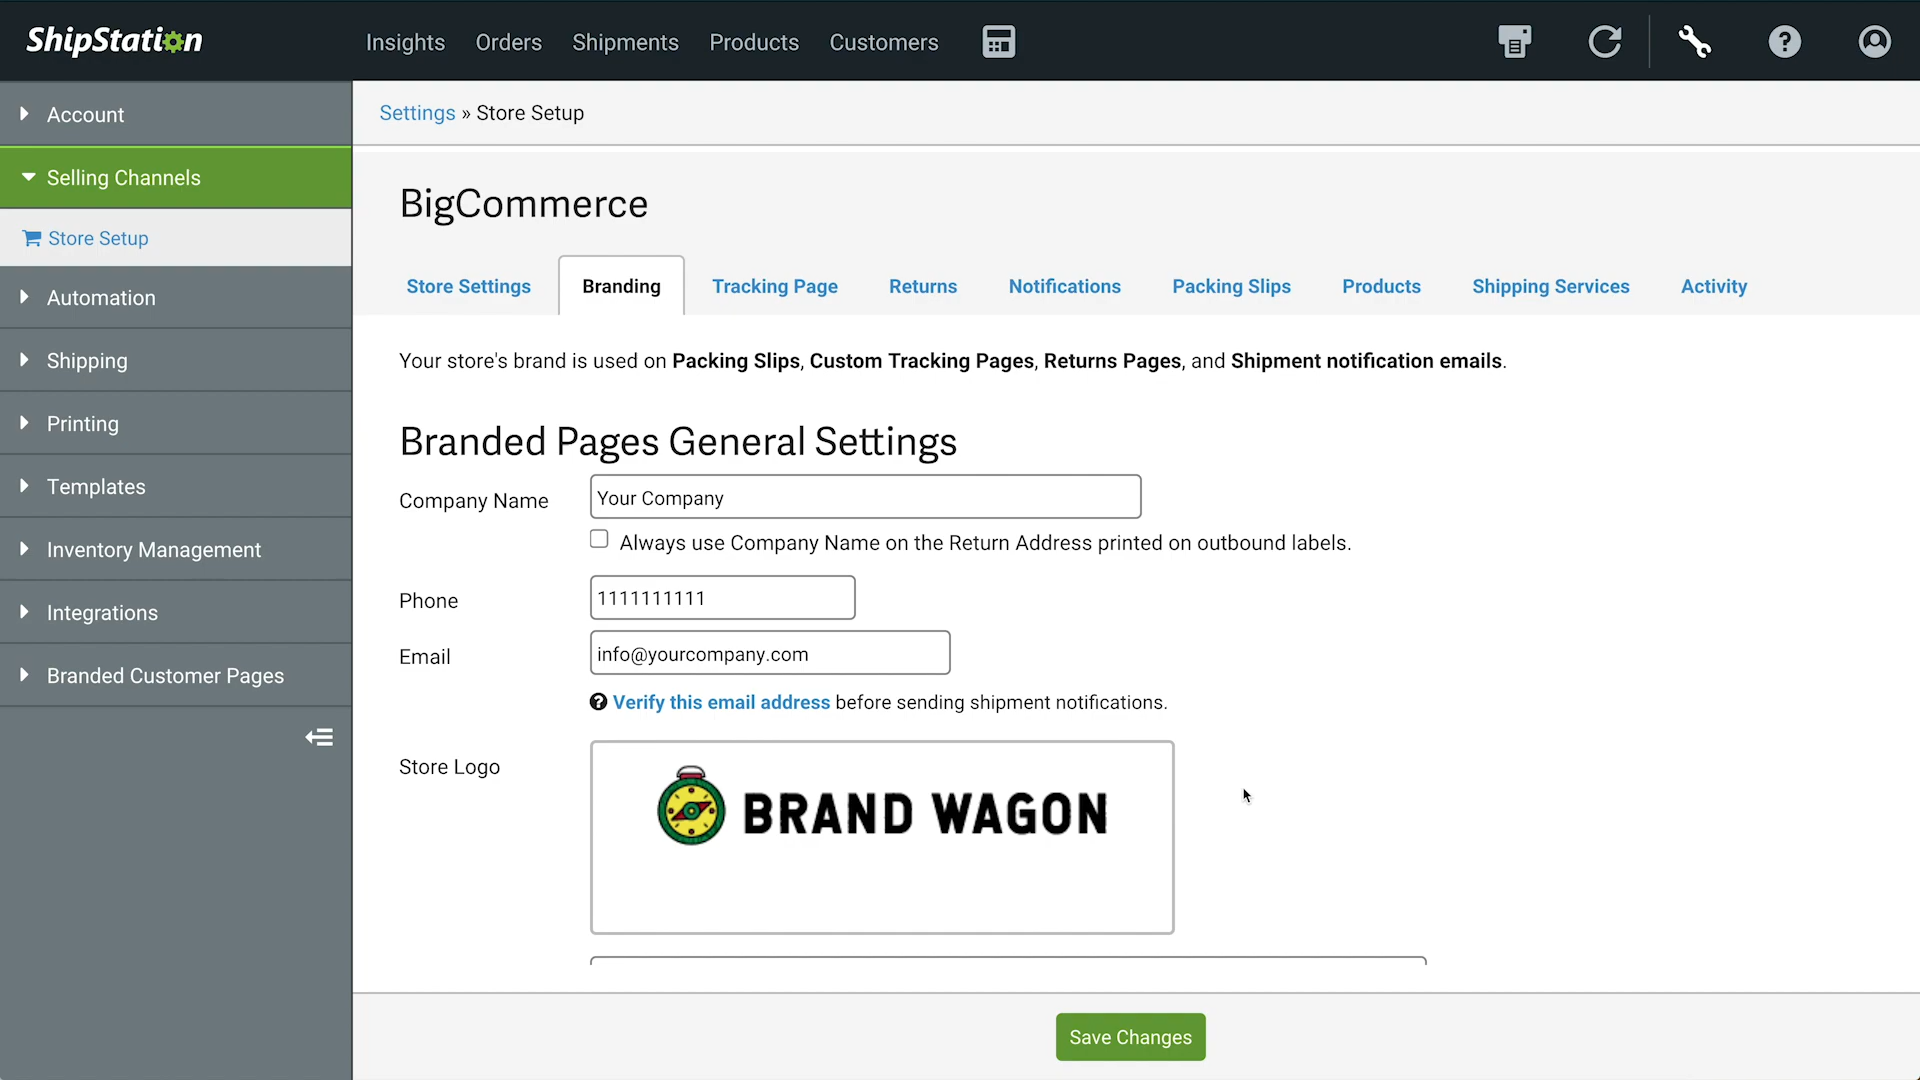 ShipStation
Insights Orders Shipments Products Customers
Account
Selling Channels
Store Setup
Automation
Shipping
Printing
Templates
Inventory Management
Integrations
Branded Customer Pages
Settings » Store Setup
BigCommerce
Store Settings Branding Tracking Page Returns Notifications Packing Slips Products Shipping Services Activity
Your store's brand is used on Packing Slips, Custom Tracking Pages, Returns Pages, and Shipment notification emails.
Branded Pages General Settings
Company Name Your Company
Always use Company Name on the Return Address printed on outbound labels.
Phone 1111111111
Email info@yourcompany.com
Verify this email address before sending shipment notifications.
Store Logo
BRAND WAGON
Save Changes